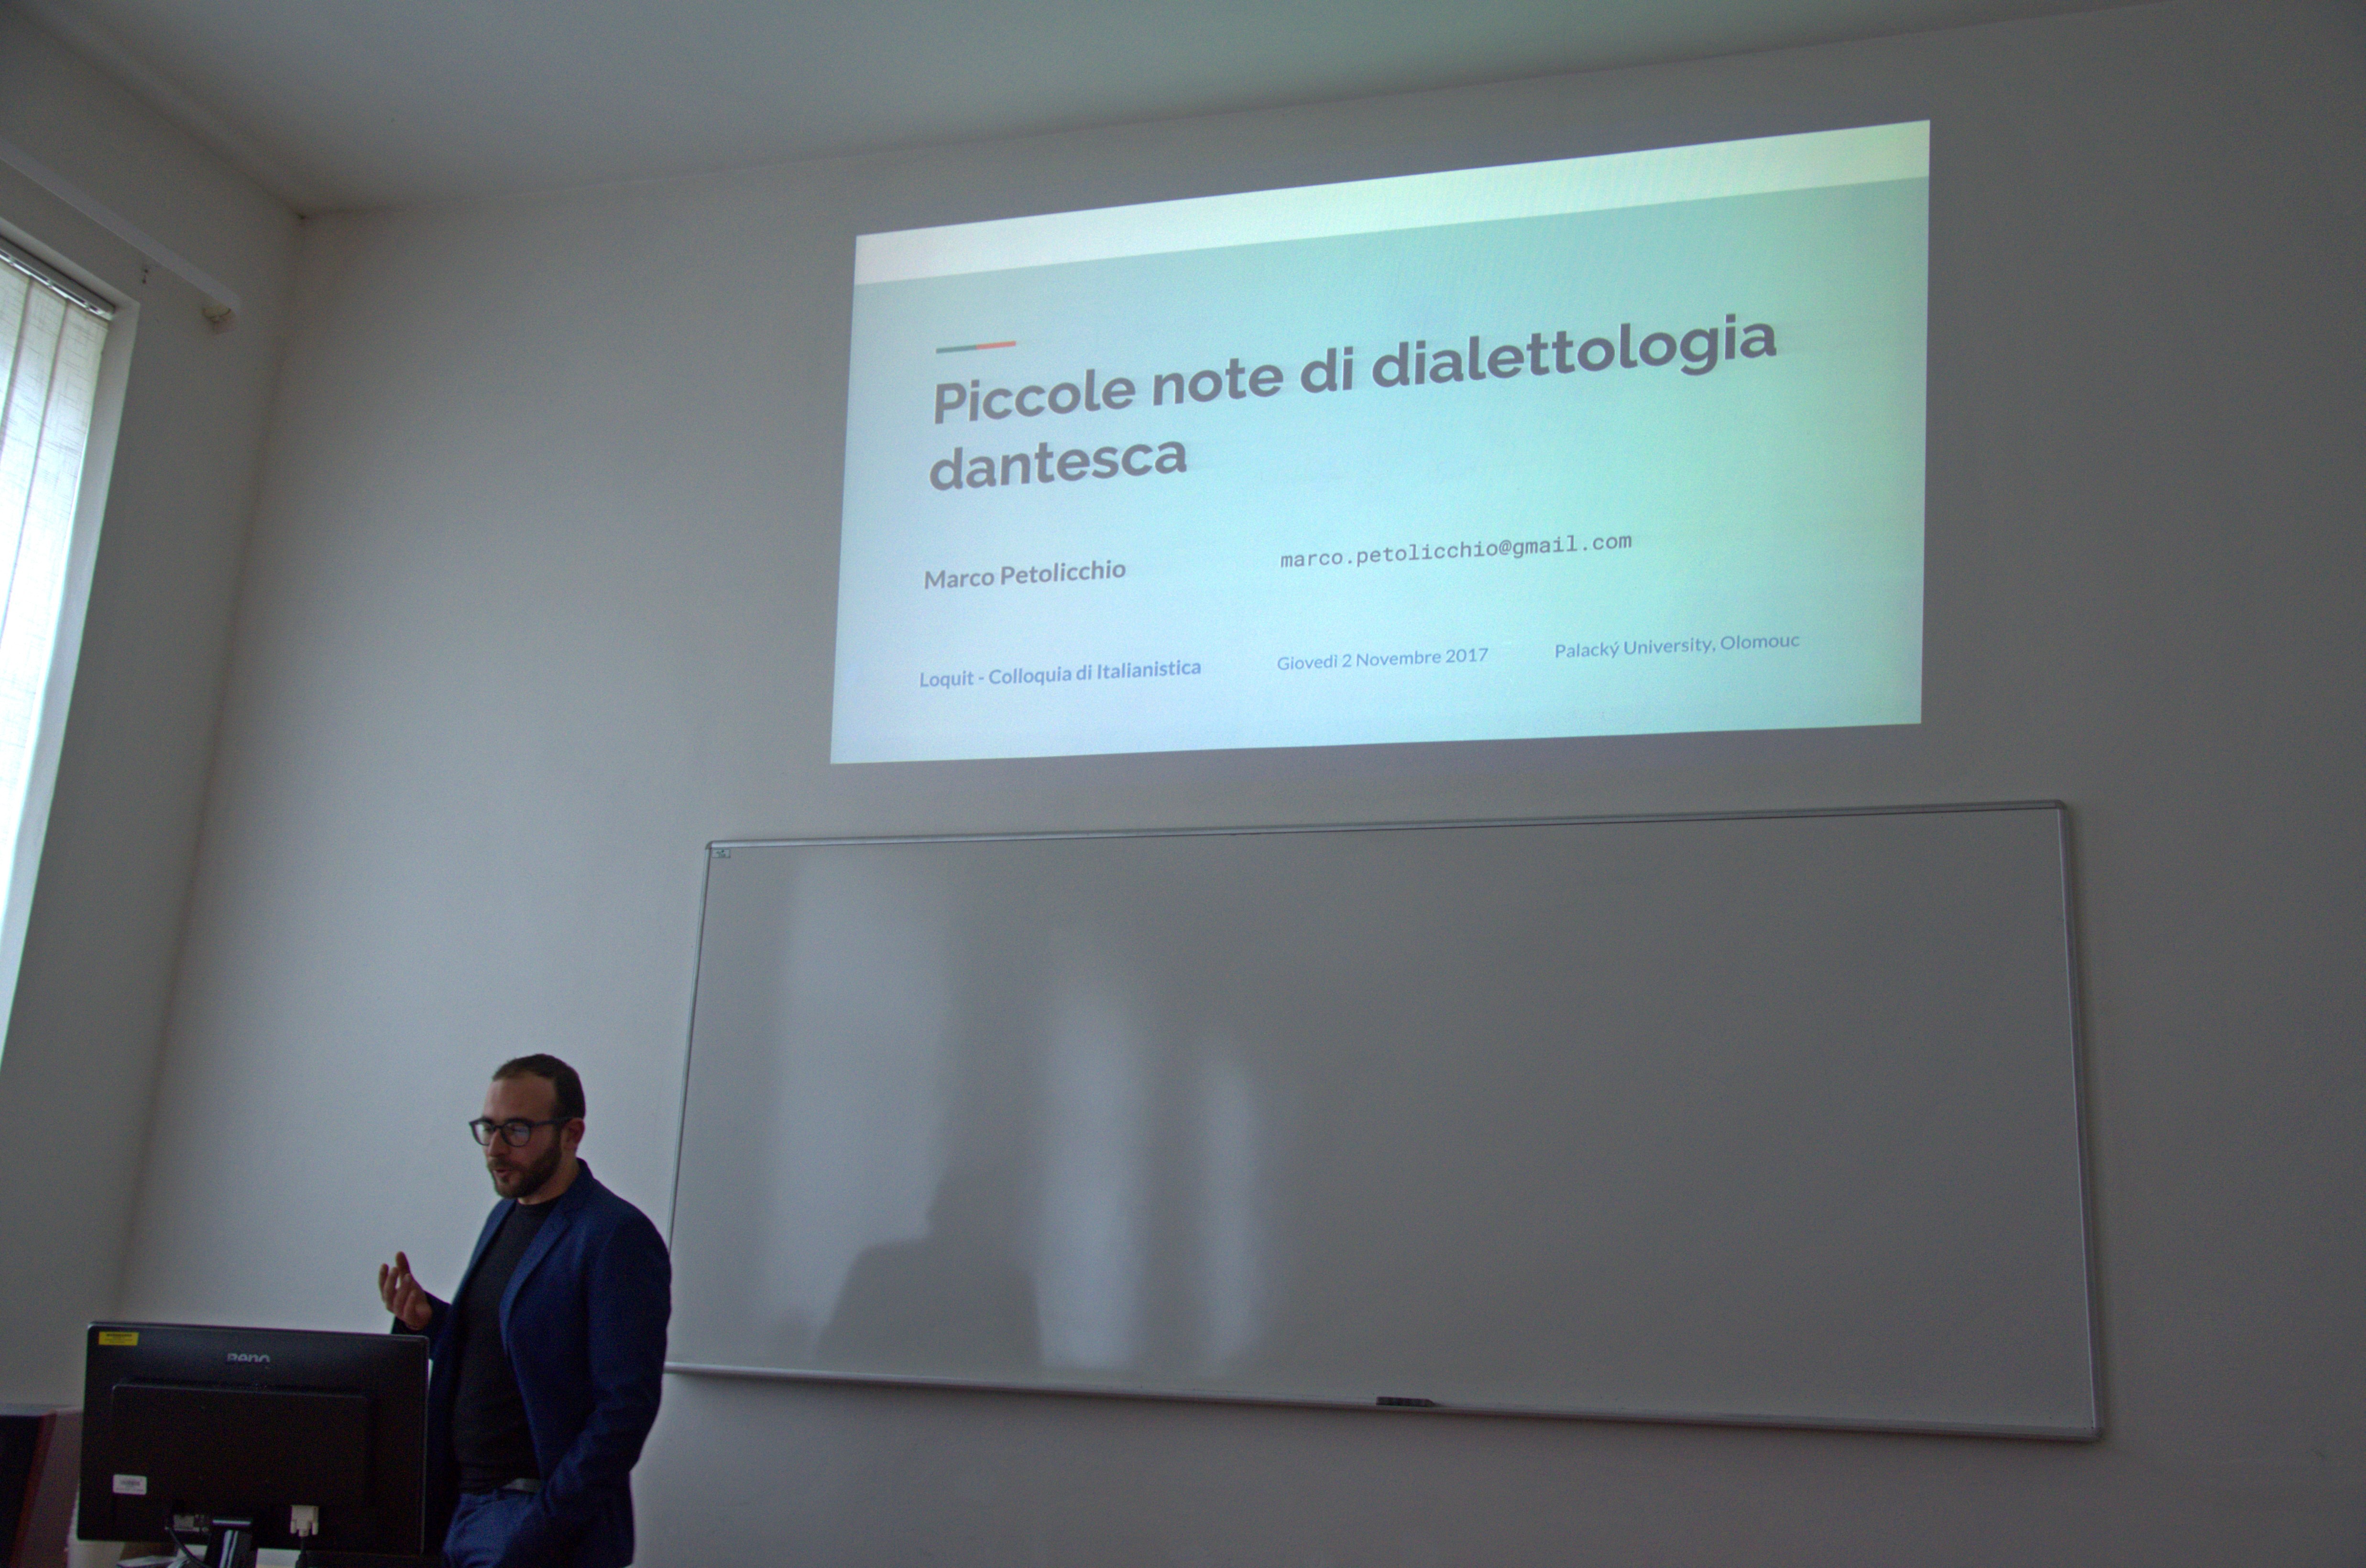 Piccole note di dialettologia
dantesca
Marco Petolicchio
marco.petolicchio@gmail.com
Loquit - Colloquia di Italianistica
Giovedì 2 Novembre 2017
Palacký University, Olomouc
BenQ